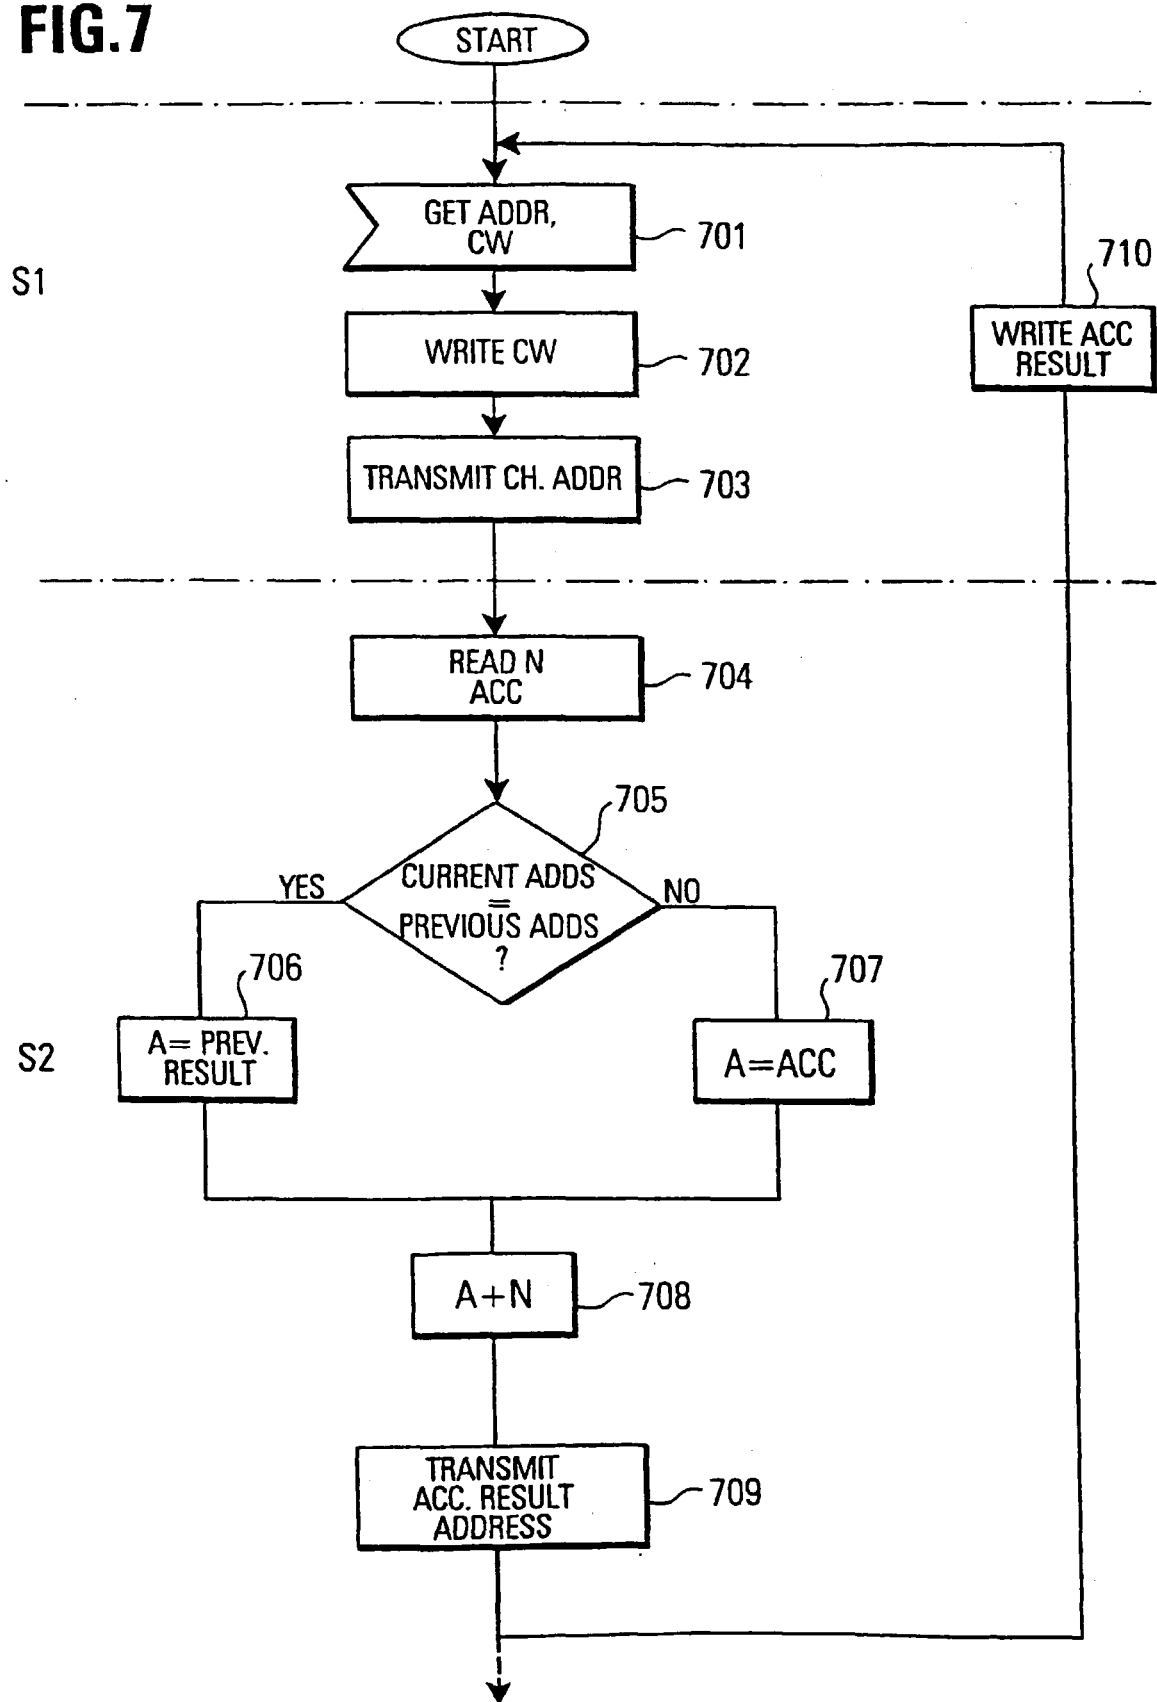 FIG.7
START
GET ADDR,
CW
701
S1
710
WRITE ACC
RESULT
WRITE CW
702
TRANSMIT CH. ADDR
703
READ N
ACC
704
705
CURRENT ADDS
=
PREVIOUS ADDS
?
YES
NO
706
707
S2
A= PREV.
RESULT
A=ACC
A+N
708
TRANSMIT
ACC. RESULT
ADDRESS
709